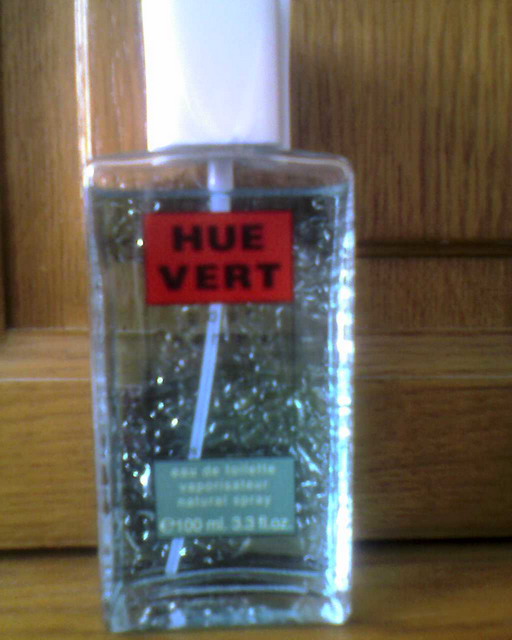 HUE
VERT
eau de toilette
vaporisateur
natural spray
℮100 ml. 3.3 fl.oz.